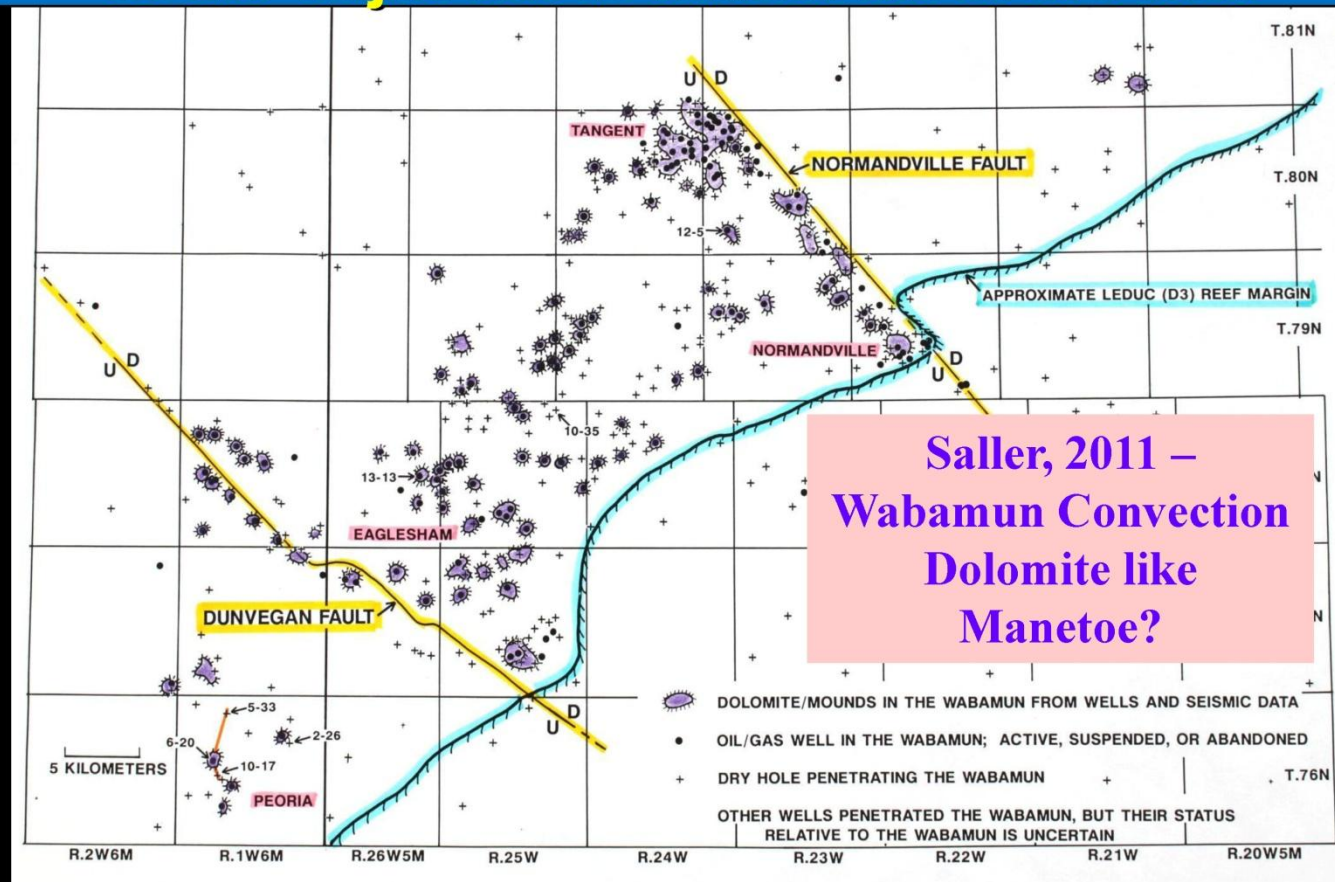 T.81N
U D
TANGENT
NORMANDVILLE FAULT
T.80N
12-5
APPROXIMATE LEDUC (D3) REEF MARGIN
T.79N
NORMANDVILLE
D
U
D
U
10-35
13-13
EAGLESHAM
Saller, 2011 –
Wabamun Convection
Dolomite like
Manetoe?
N
N
DUNVEGAN FAULT
D
U
5-33
6-20
2-26
10-17
5 KILOMETERS
PEORIA
DOLOMITE/MOUNDS IN THE WABAMUN FROM WELLS AND SEISMIC DATA
OIL/GAS WELL IN THE WABAMUN; ACTIVE, SUSPENDED, OR ABANDONED
DRY HOLE PENETRATING THE WABAMUN
T.76N
OTHER WELLS PENETRATED THE WABAMUN, BUT THEIR STATUS
RELATIVE TO THE WABAMUN IS UNCERTAIN
R.2W6M R.1W6M R.26W5M R.25W R.24W R.23W R.22W R.21W R.20W5M